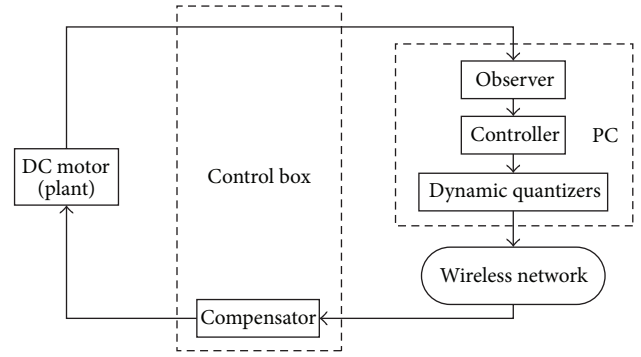 Observer
Controller
PC
DC motor
(plant)
Control box
Dynamic quantizers
Wireless network
Compensator